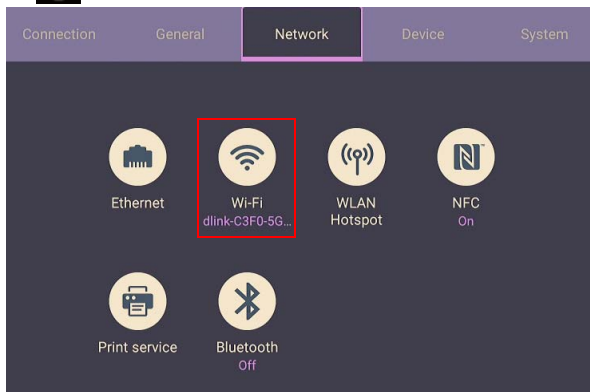 Connection General Network Device System
Ethernet Wi-Fi WLAN NFC
dlink-C3F0-5G... Hotspot On
Print service Bluetooth
Off